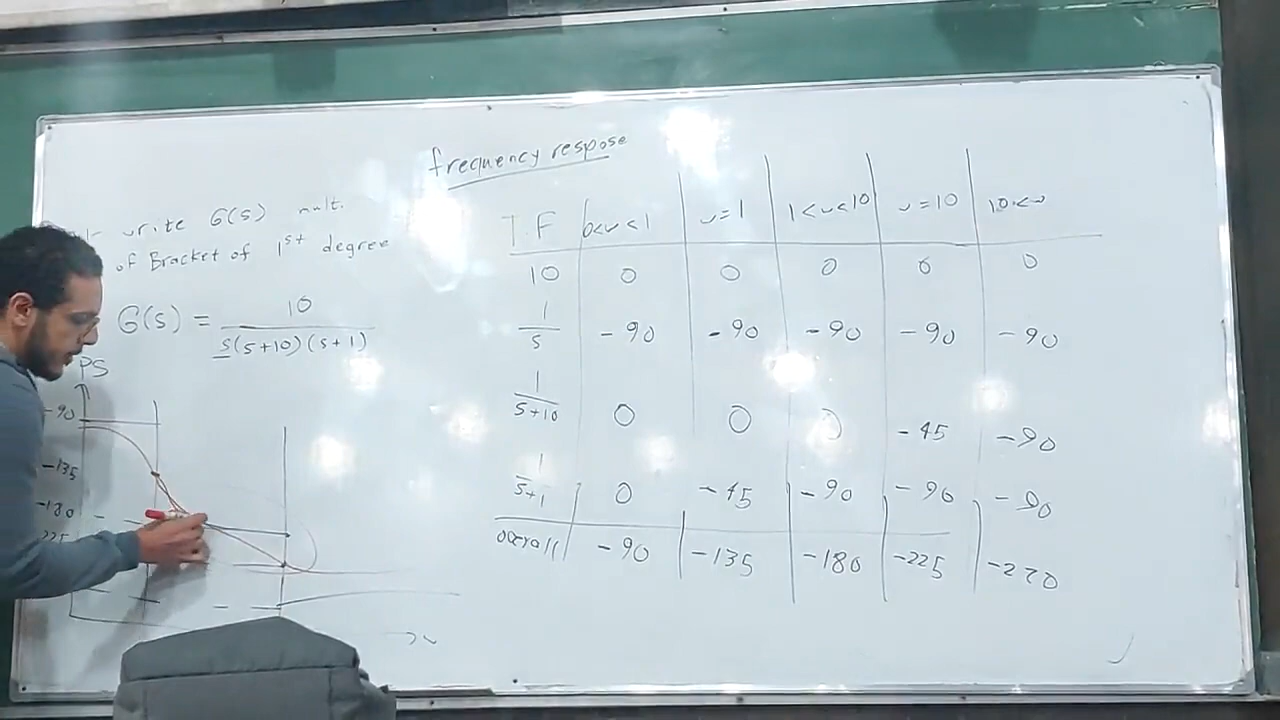 frequency respose
write G(s) mult.
of Bracket of 1st degree
G(s) = 10 / s(s+10)(s+1)
PS
-90
-135
-180
225
T.F 0<w<1 w=1 1<w<10 w=10 10<w
10 0 0 0 0 0
1/s -90 -90 -90 -90 -90
1/s+10 0 0 0 -45 -90
1/s+1 0 -45 -90 -90 -90
overall -90 -135 -180 -225 -270